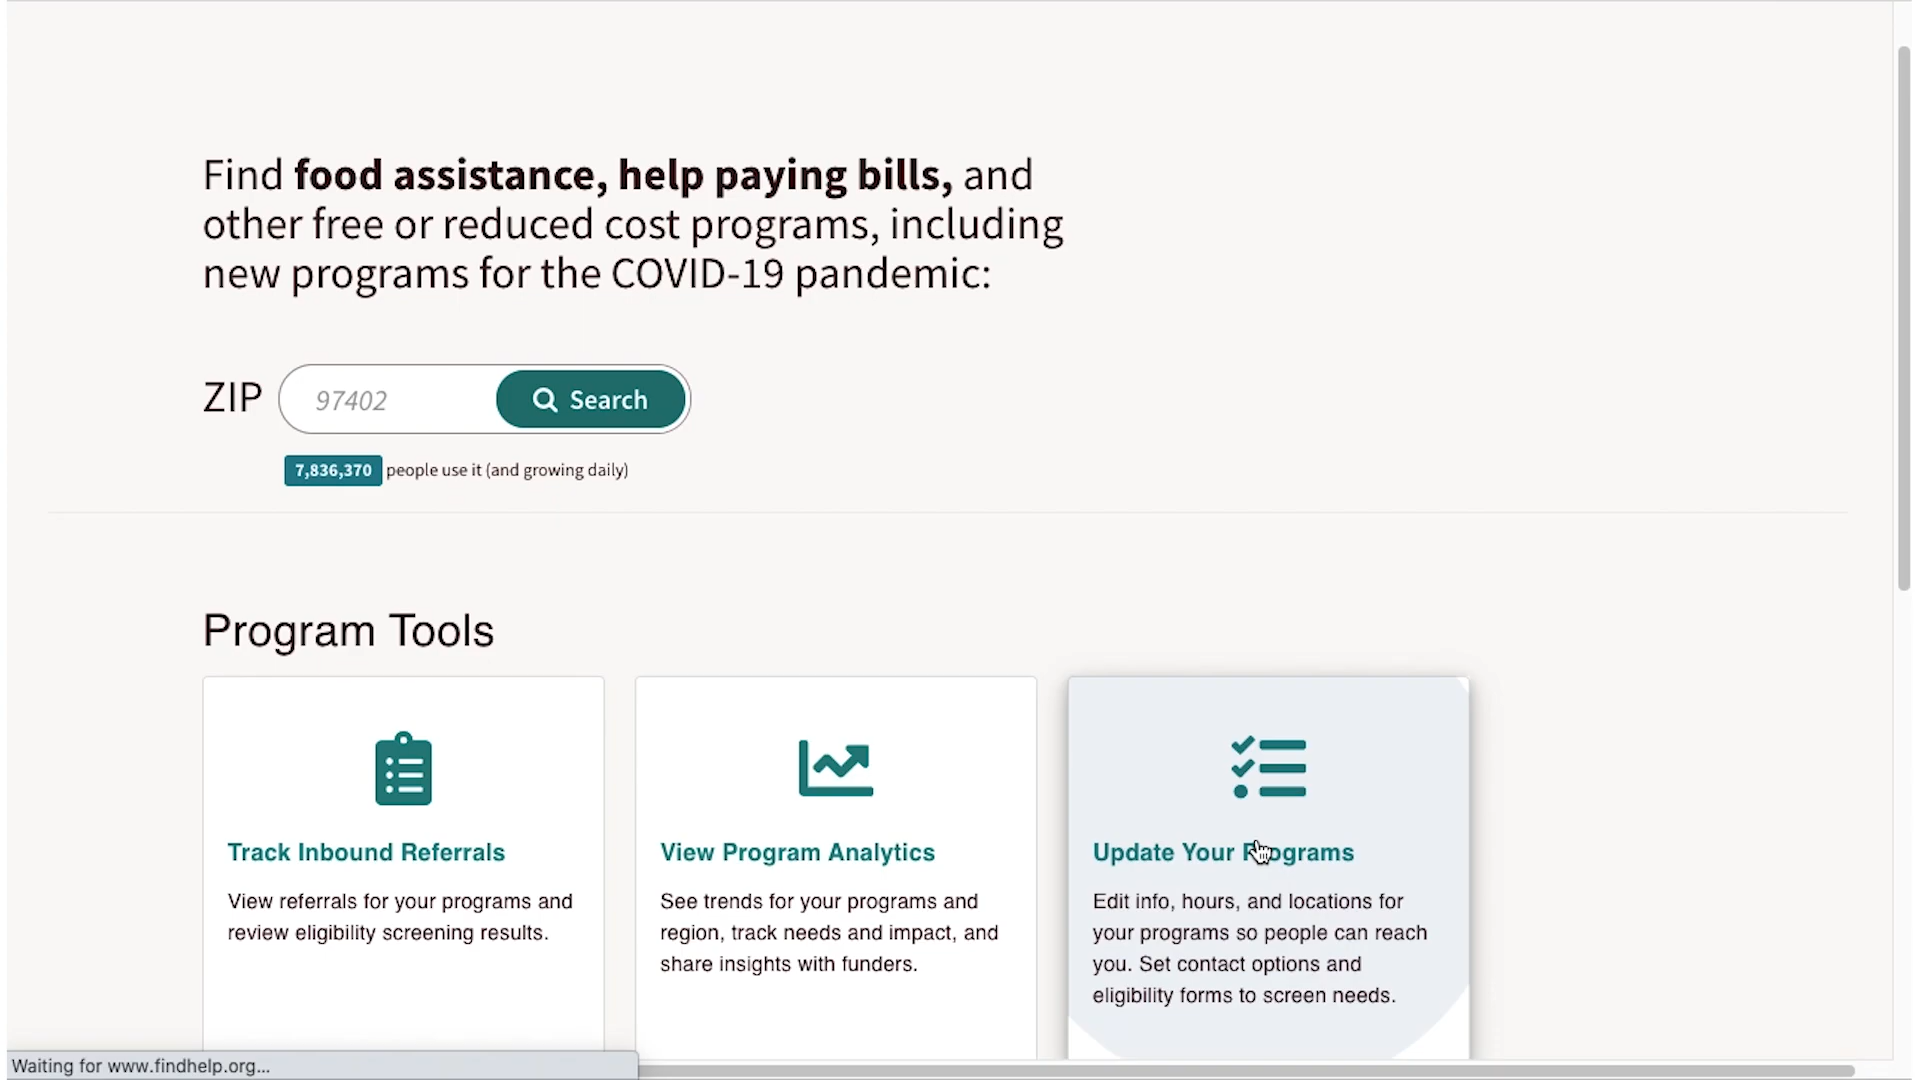 Find food assistance, help paying bills, and
other free or reduced cost programs, including
new programs for the COVID-19 pandemic:
ZIP 97402 Search
7,836,370 people use it (and growing daily)
Program Tools
Track Inbound Referrals
View referrals for your programs and
review eligibility screening results.
View Program Analytics
See trends for your programs and
region, track needs and impact, and
share insights with funders.
Update Your Programs
Edit info, hours, and locations for
your programs so people can reach
you. Set contact options and
eligibility forms to screen needs.
Waiting for www.findhelp.org...